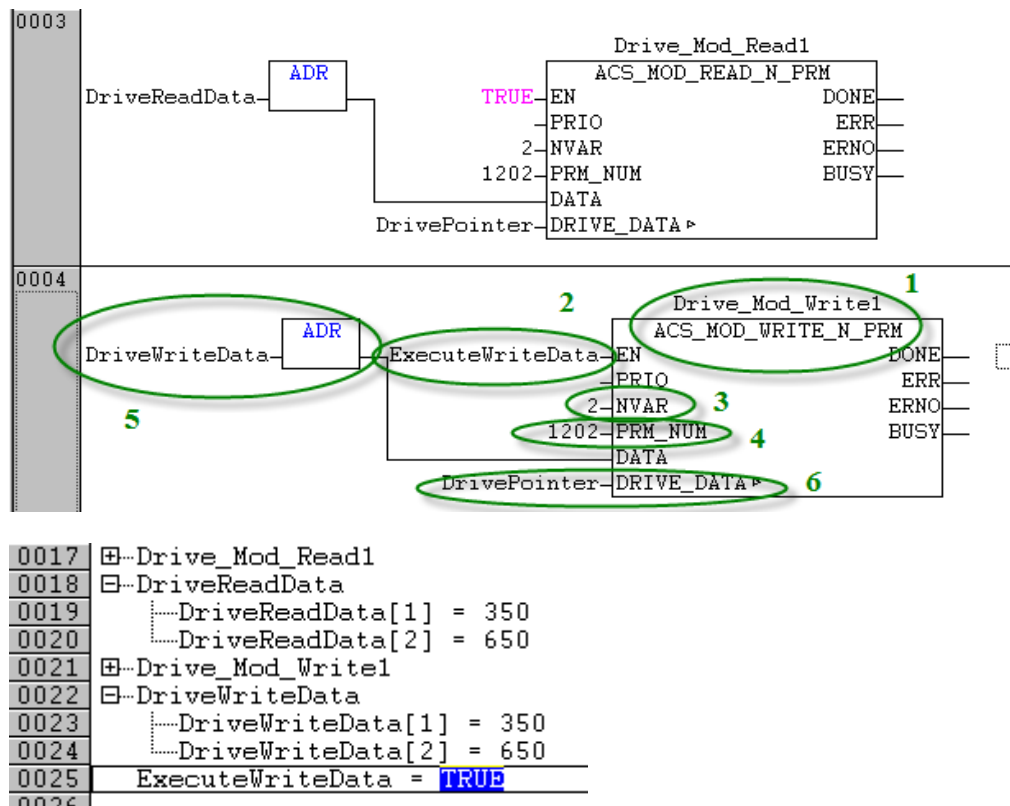 0003
Drive_Mod_Read1
ADR
ACS_MOD_READ_N_PRM
DriveReadData
TRUE EN DONE
PRIO ERR
2 NVAR ERNO
1202 PRM_NUM BUSY
DATA
DrivePointer DRIVE_DATA
0004
1
2
Drive_Mod_Write1
ADR
ACS_MOD_WRITE_N_PRM
DriveWriteData
ExecuteWriteData EN DONE
PRIO ERR
5
2 NVAR 3 ERNO
1202 PRM_NUM 4 BUSY
DATA
DrivePointer DRIVE_DATA 6
0017 Drive_Mod_Read1
0018 DriveReadData
0019 DriveReadData[1] = 350
0020 DriveReadData[2] = 650
0021 Drive_Mod_Write1
0022 DriveWriteData
0023 DriveWriteData[1] = 350
0024 DriveWriteData[2] = 650
0025 ExecuteWriteData = TRUE